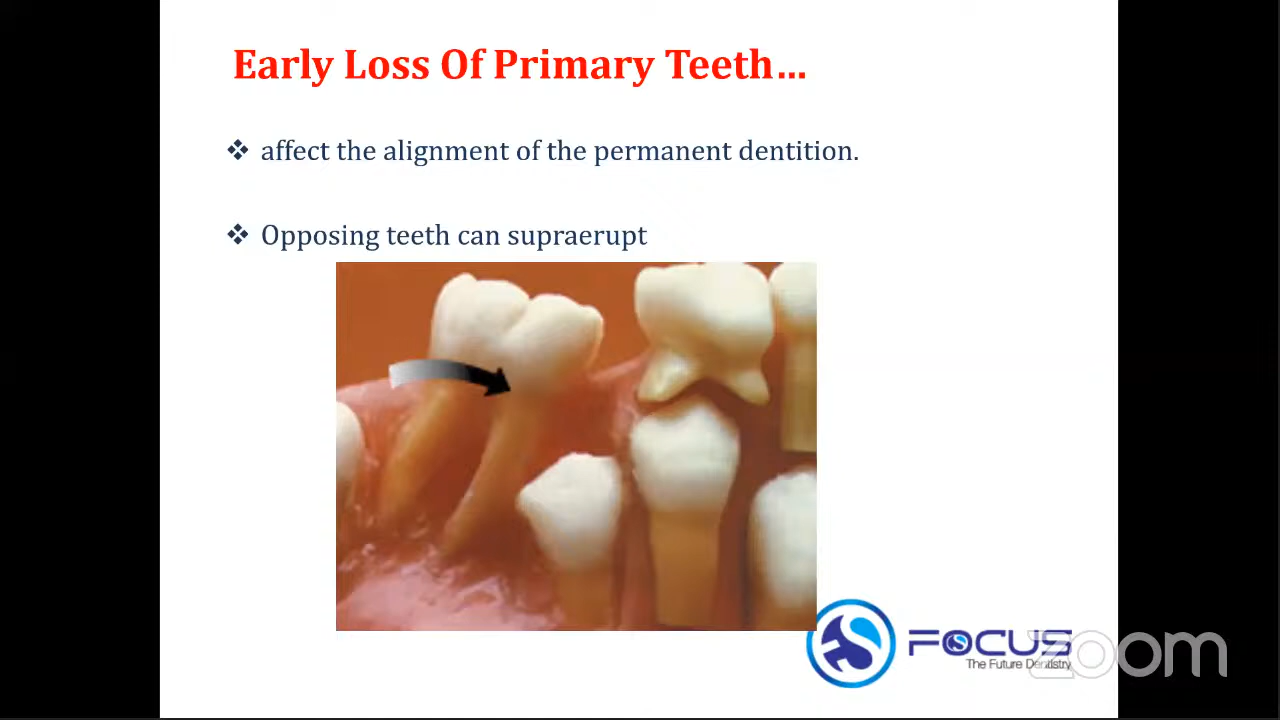 Early Loss Of Primary Teeth...
❖ affect the alignment of the permanent dentition.
❖ Opposing teeth can supraerupt
FOCUS
The Future Dentistry
zoom